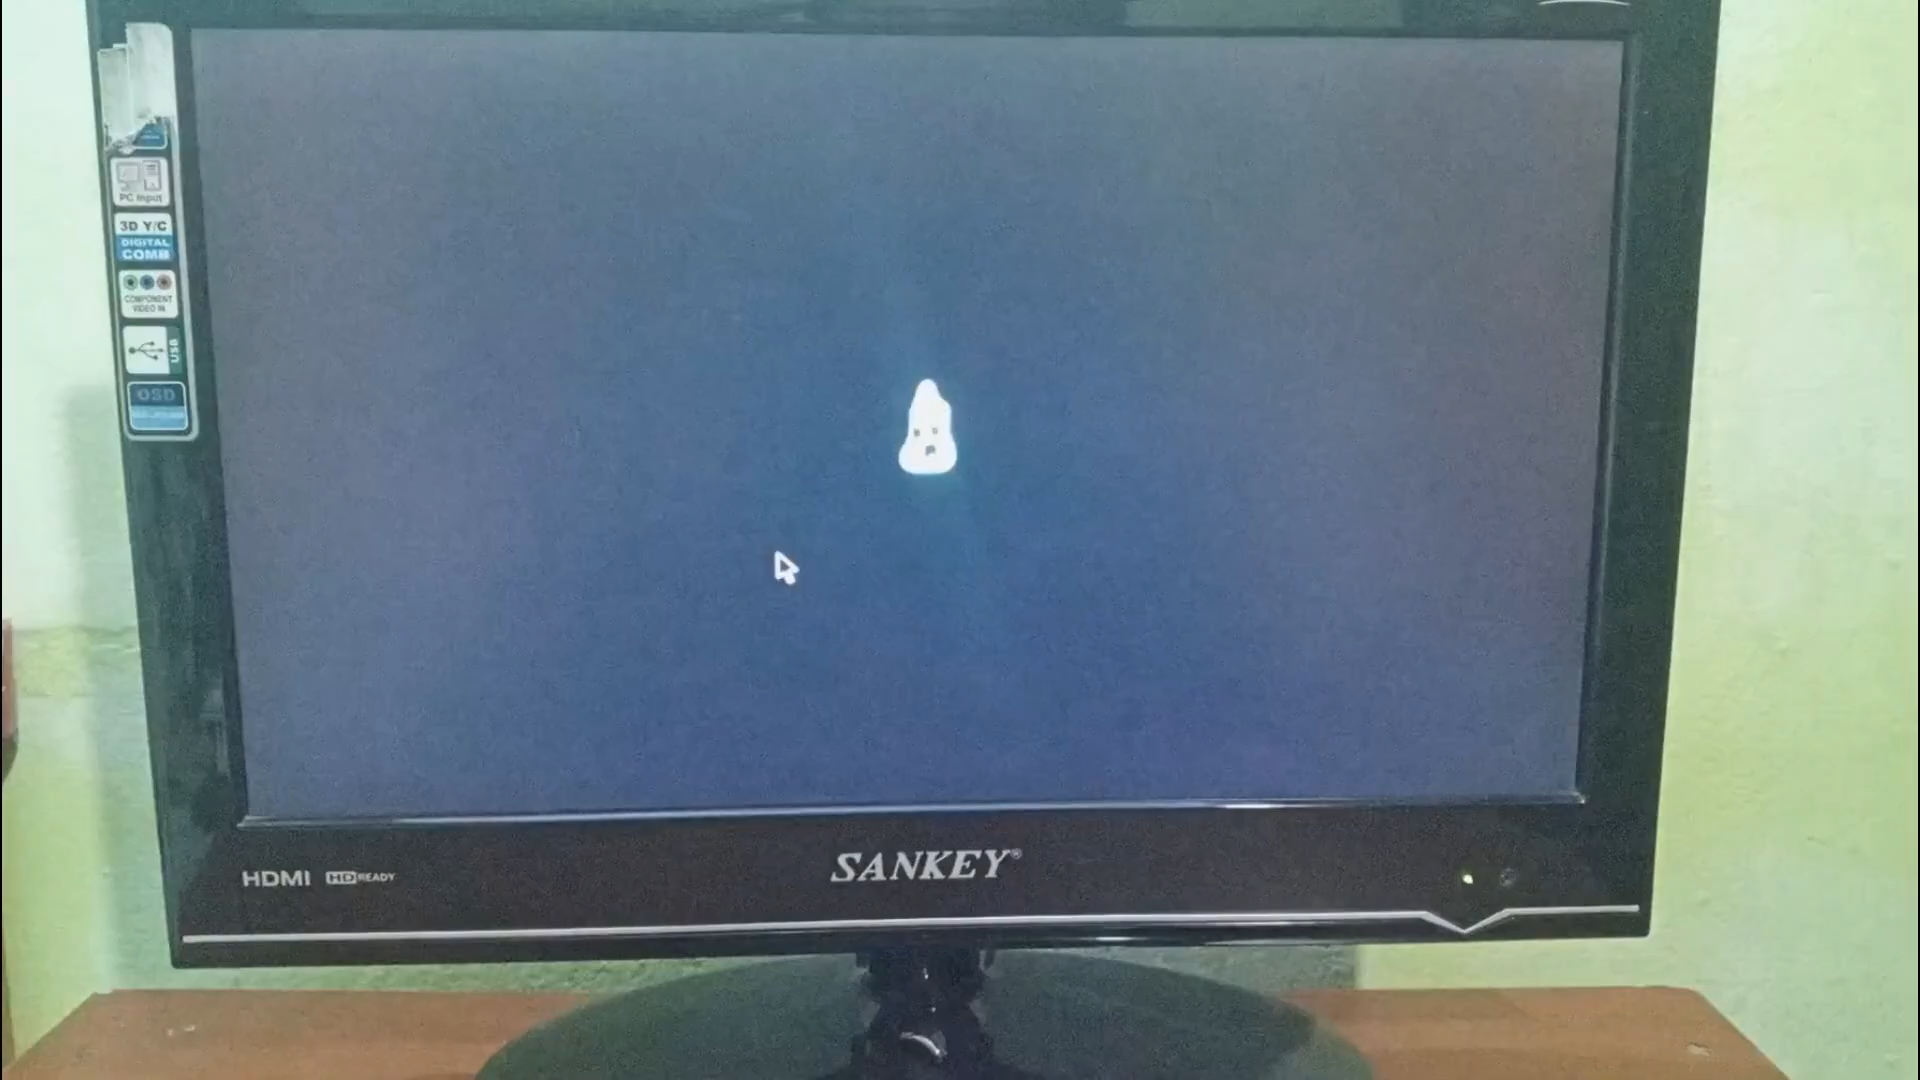 PC Input
3D Y/C
DIGITAL
COMB
COMPONENT
VIDEO IN
USB
OSD
HDMI HD READY
SANKEY®